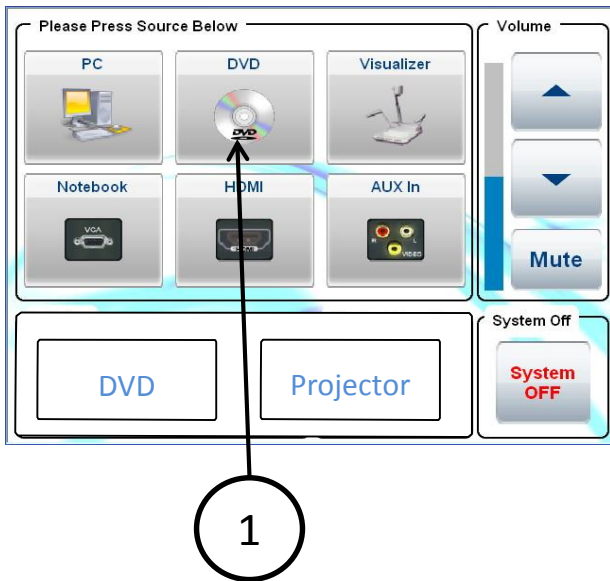 Please Press Source Below
Volume
PC
DVD
Visualizer
DVD
Notebook
HDMI
AUX In
VGA
HDMI
R
L
VIDEO
Mute
System Off
DVD
Projector
System
OFF
1